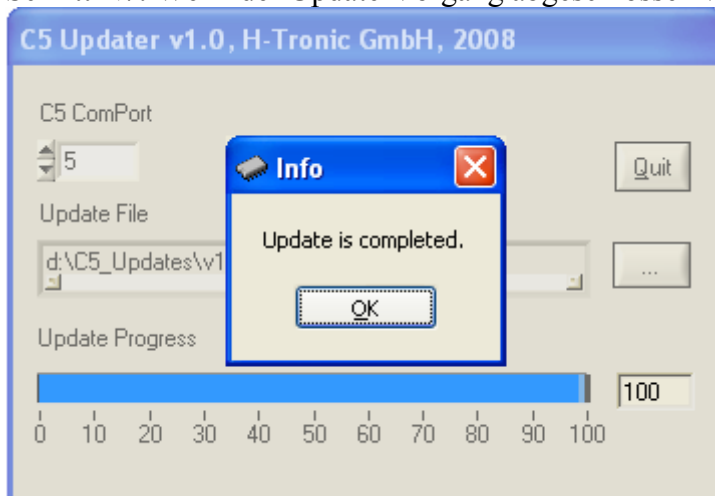 C5 Updater v1.0, H-Tronic GmbH, 2008
C5 ComPort
5
Info
Quit
Update File
Update is completed.
d:\C5_Updates\v1
...
OK
Update Progress
100
0 10 20 30 40 50 60 70 80 90 100